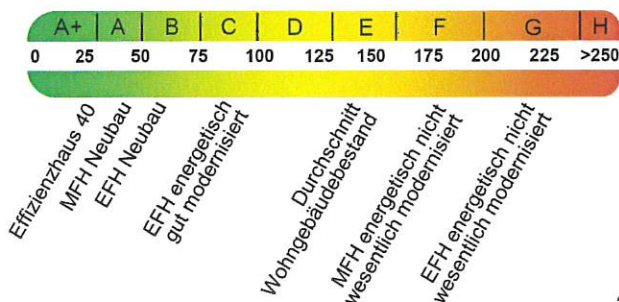 A+ A B C D E F G H
0 25 50 75 100 125 150 175 200 225 >250
Effizienzhaus 40
MFH Neubau
EFH Neubau
EFH energetisch
gut modernisiert
Durchschnitt
Wohngebäudebestand
MFH energetisch nicht
wesentlich modernisiert
EFH energetisch nicht
wesentlich modernisiert